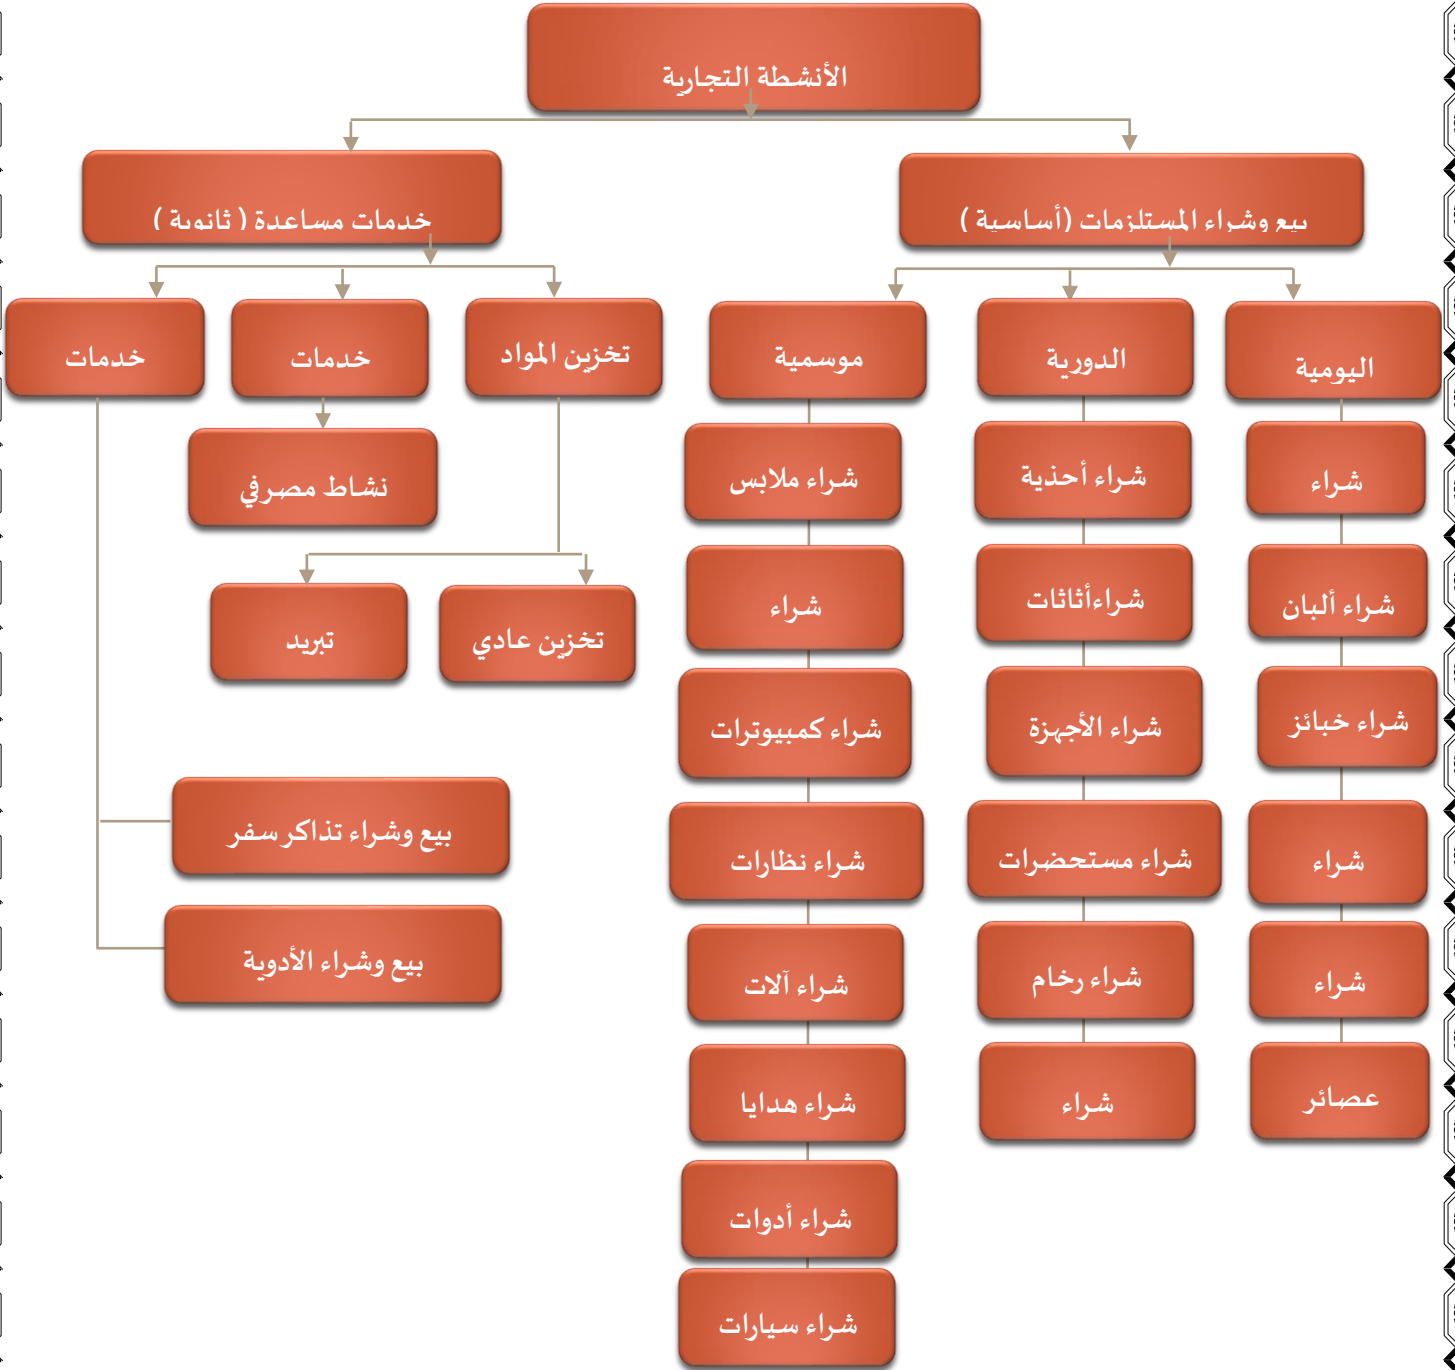 الأنشطة التجارية
بيع وشراء المستلزمات (أساسية )
خدمات مساعدة ( ثانوية )
اليومية
الدورية
موسمية
تخزين المواد
خدمات
خدمات
شراء
شراء أحذية
شراء ملابس
نشاط مصرفي
شراء ألبان
شراءأثاثات
شراء
تخزين عادي
تبريد
شراء خبائز
شراء الأجهزة
شراء كمبيوترات
شراء
شراء مستحضرات
شراء نظارات
بيع وشراء تذاكر سفر
شراء
شراء رخام
شراء آلات
بيع وشراء الأدوية
عصائر
شراء
شراء هدايا
شراء أدوات
شراء سيارات